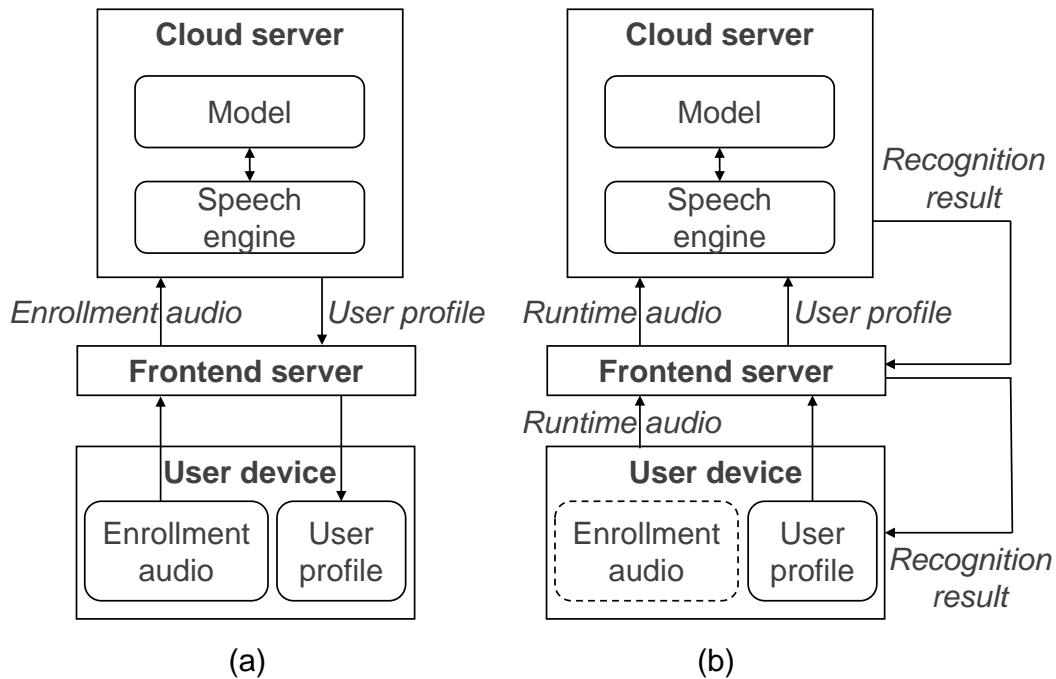 Cloud server
Model
Speech
engine
Enrollment audio
User profile
Frontend server
User device
Enrollment
audio
User
profile
(a)
Cloud server
Model
Speech
engine
Recognition
result
Runtime audio
User profile
Frontend server
Runtime audio
User device
Enrollment
audio
User
profile
Recognition
result
(b)